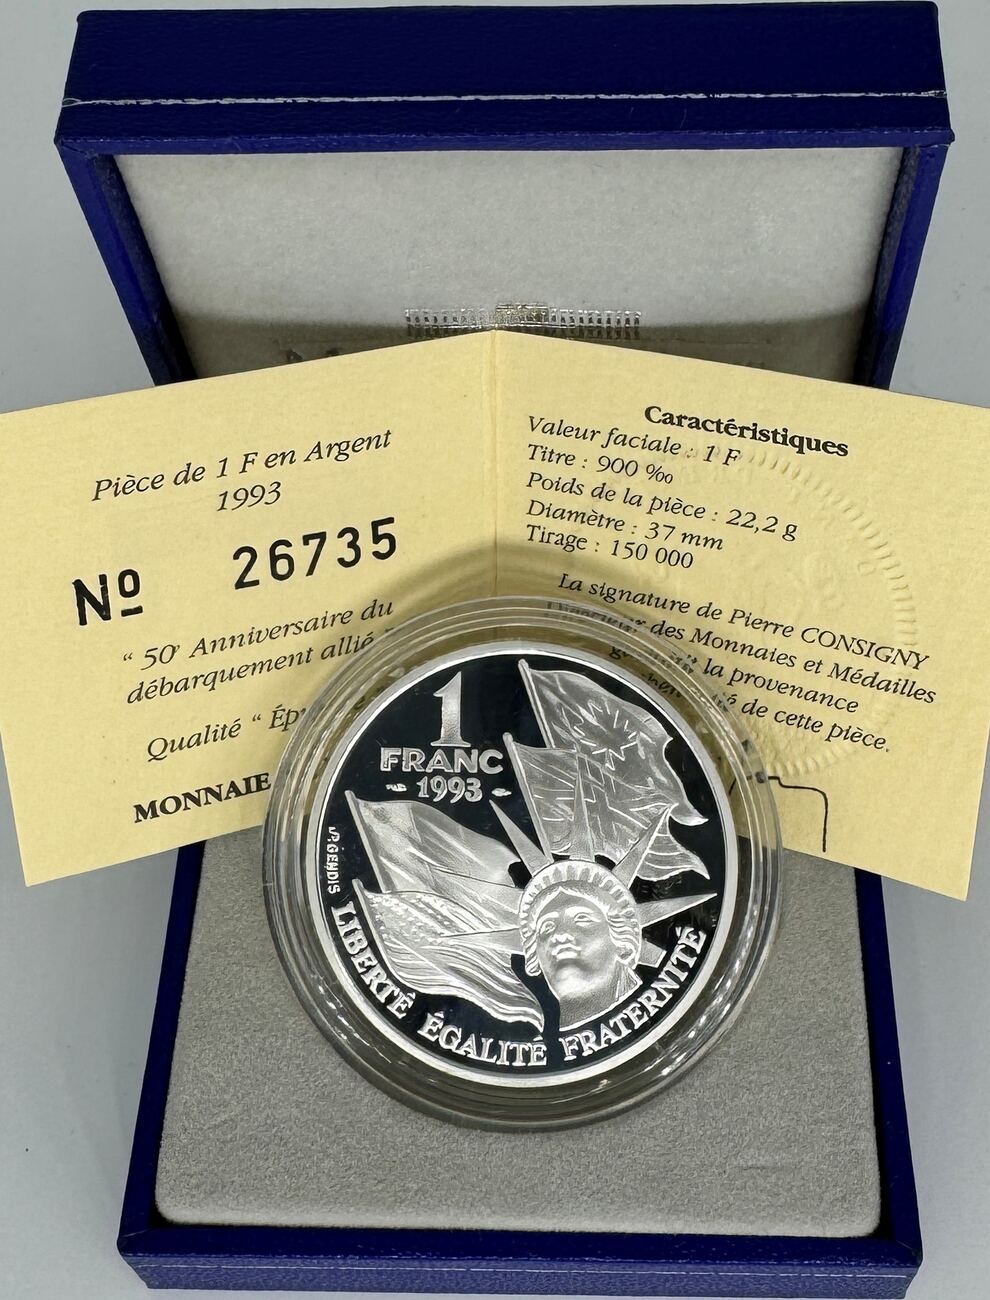 Pièce de 1 F en Argent
1993
Nº 26735
“ 50e Anniversaire du
débarquement allié ”
Qualité “
MONNAIE
Caractéristiques
Valeur faciale : 1 F
Titre : 900 ‰
Poids de la pièce : 22,2 g
Diamètre : 37 mm
Tirage : 150 000
La signature de Pierre CONSIGNY
des Monnaies et Médailles
la provenance
de cette pièce.
1
FRANC
1993
LIBERTÉ ÉGALITÉ FRATERNITÉ